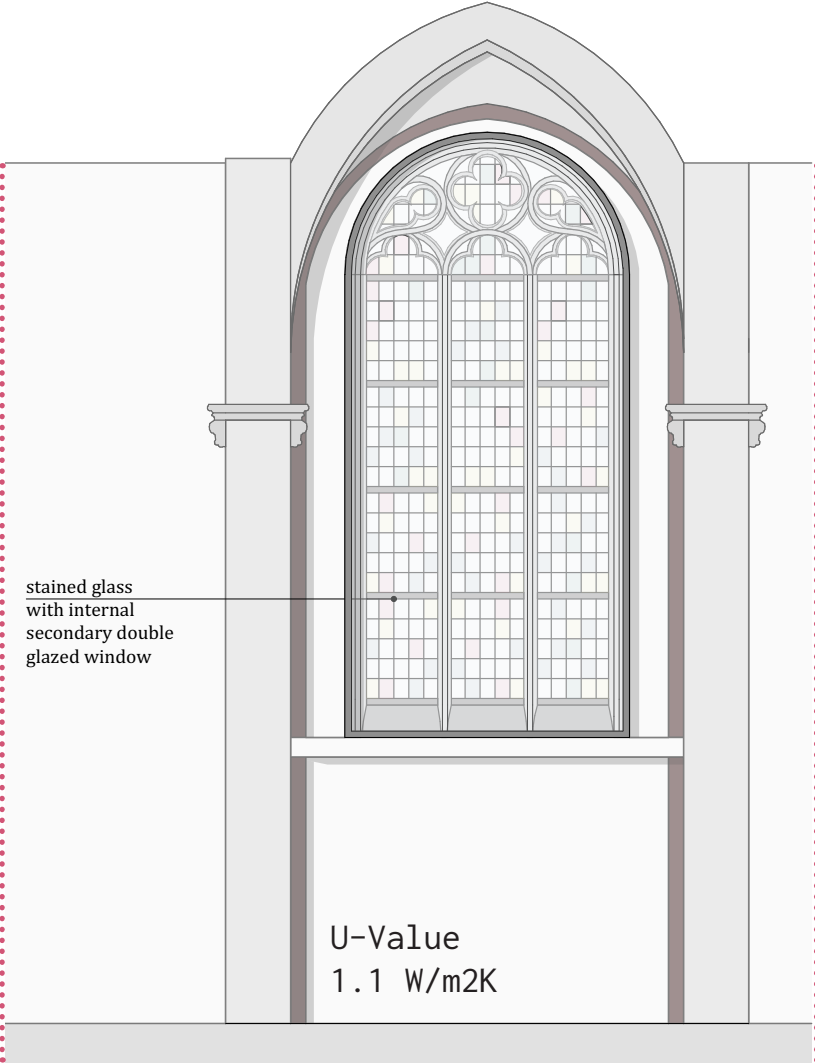 stained glass
with internal
secondary double
glazed window
U-Value
1.1 W/m2K